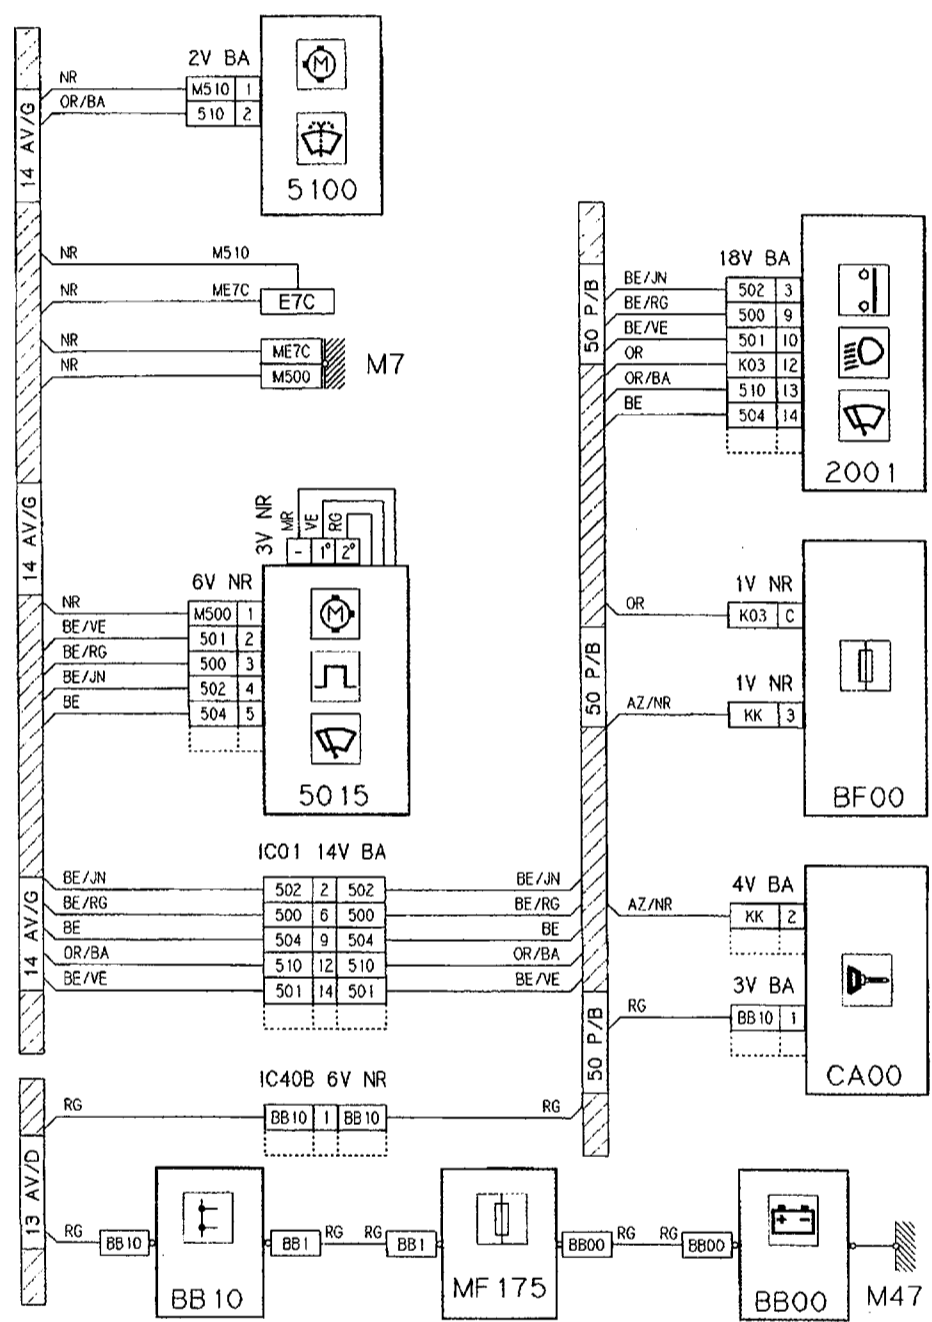 2V BA
NR M510 1
OR/BA 510 2
M
5100
14 AV/G
NR M510
NR ME7C E7C
NR ME7C
NR M500
M7
14 AV/G
3V NR
MR VE RG
- 1° 2°
6V NR
NR M500 1
BE/VE 501 2
BE/RG 500 3
BE/JN 502 4
BE 504 5
M
5015
IC01 14V BA
BE/JN 502 2 502 BE/JN
BE/RG 500 6 500 BE/RG
BE 504 9 504 BE
OR/BA 510 12 510 OR/BA
BE/VE 501 14 501 BE/VE
14 AV/G
50 P/B
18V BA
BE/JN 502 3
BE/RG 500 9
BE/VE 501 10
OR K03 12
OR/BA 510 13
BE 504 14
2001
50 P/B
1V NR
OR K03 C
1V NR
AZ/NR KK 3
BF00
4V BA
AZ/NR KK 2
3V BA
RG BB10 1
CA00
50 P/B
IC40B 6V NR
RG BB10 1 BB10 RG
13 AV/D
RG BB10
BB10
BB1 RG RG BB1
MF175
BB00 RG RG BB00
+ -
BB00
M47